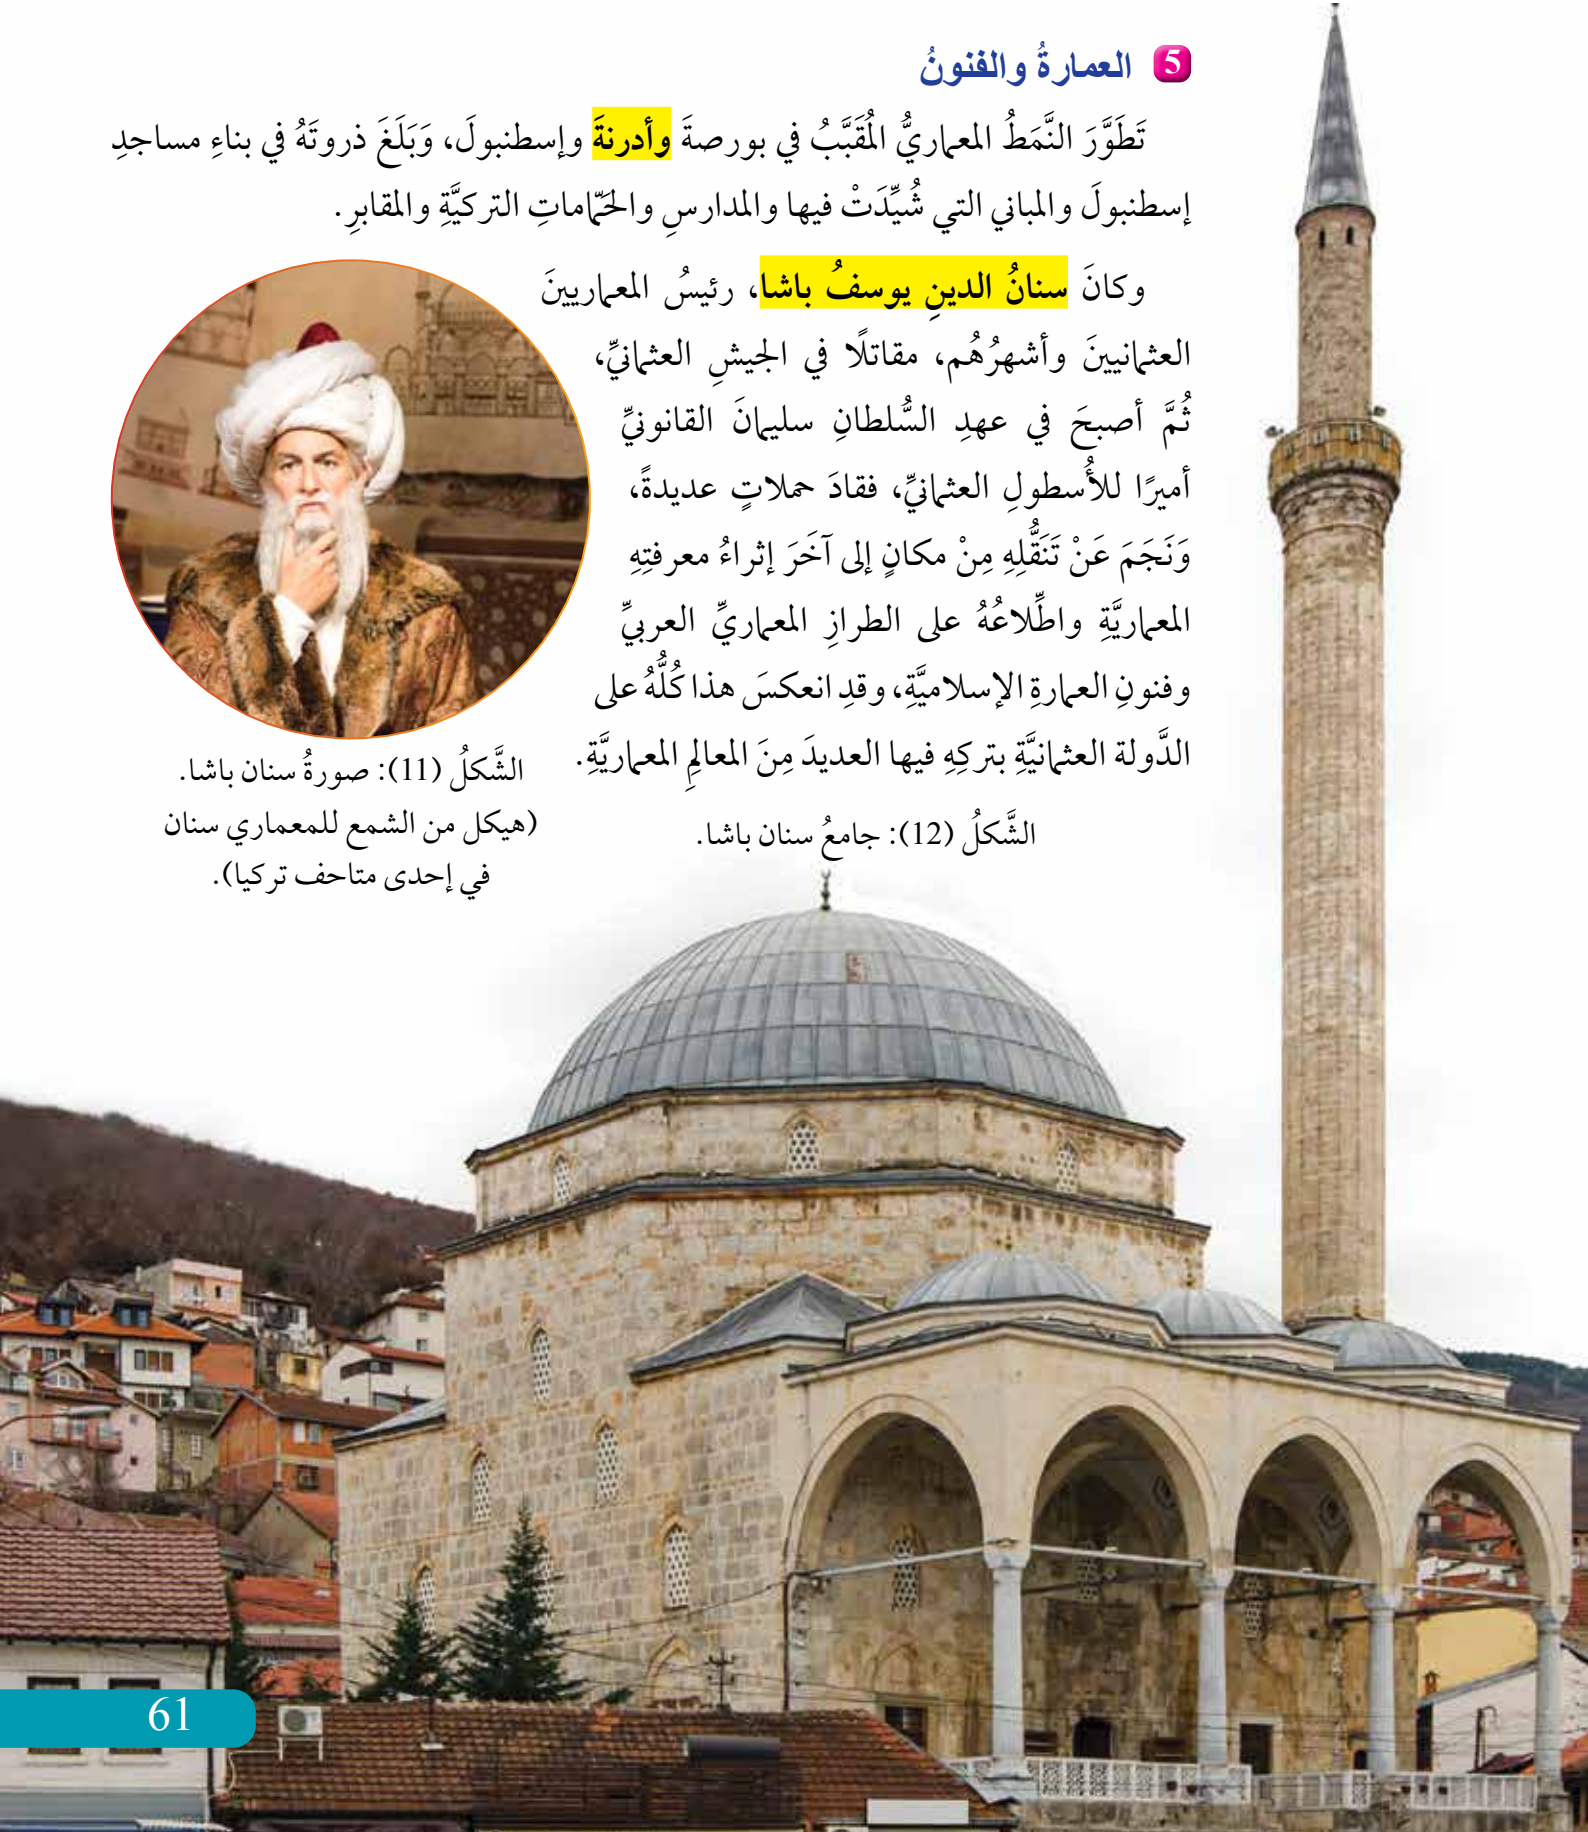 5 العمارةُ والفنونُ
تَطَوَّرَ النَّمَطُ المعماريُّ المُقَبَّبُ في بورصةَ وأدرنةَ وإسطنبولَ، وَبَلَغَ ذروتَهُ في بناءِ مساجدِ
إسطنبولَ والمباني التي شُيِّدَتْ فيها والمدارسِ والحَمّاماتِ التركيَّةِ والمقابرِ.
وكانَ سنانُ الدينِ يوسفُ باشا، رئيسُ المعماريينَ
العثمانيينَ وأشهرُهُم، مقاتلًا في الجيشِ العثمانيِّ،
ثُمَّ أصبحَ في عهدِ السُّلطانِ سليمانَ القانونيِّ
أميرًا للأُسطولِ العثمانيِّ، فقادَ حملاتٍ عديدةً،
وَنَجَمَ عَنْ تَنَقُّلِهِ مِنْ مكانٍ إلى آخَرَ إثراءُ معرفتِهِ
المعماريَّةِ واطِّلاعُهُ على الطرازِ المعماريِّ العربيِّ
وفنونِ العمارةِ الإسلاميَّةِ، وقدِ انعكسَ هذا كُلُّهُ على
الدَّولة العثمانيَّةِ بتركِهِ فيها العديدَ مِنَ المعالمِ المعماريَّةِ.
الشَّكلُ (11): صورةُ سنان باشا.
(هيكل من الشمع للمعماري سنان
في إحدى متاحف تركيا).
الشَّكلُ (12): جامعُ سنان باشا.
61